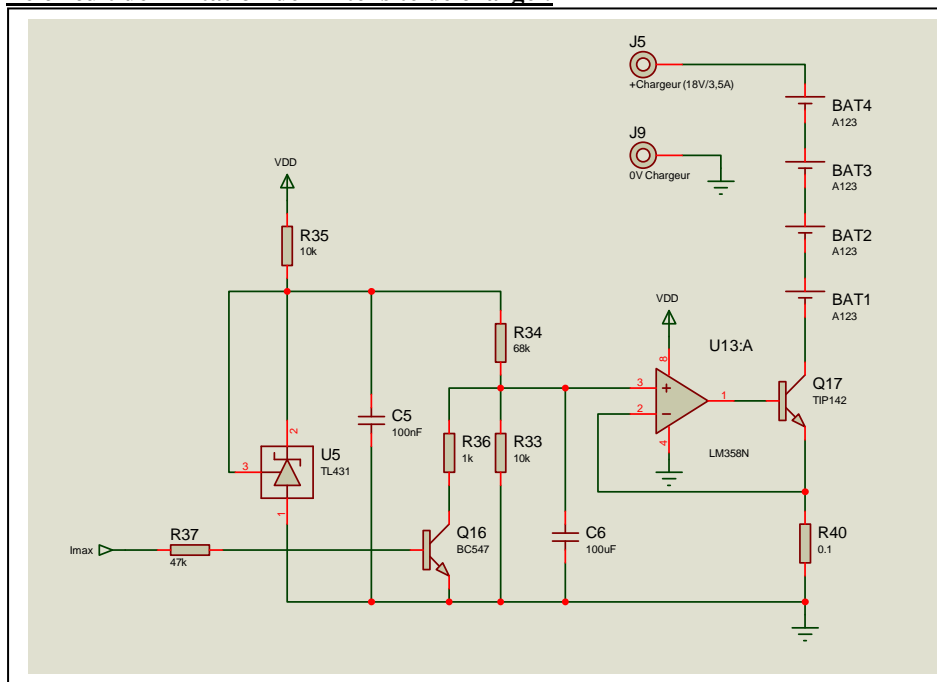 J5
+Chargeur (18V/3,5A)
BAT4
A123
J9
0V Chargeur
BAT3
A123
VDD
R35
10k
BAT2
A123
VDD
BAT1
A123
R34
68k
U13:A
8
3
2
1
4
LM358N
Q17
TIP142
C5
100nF
R36
1k
R33
10k
2
U5
TL431
3
1
R37
47k
Imax
Q16
BC547
C6
100uF
R40
0.1